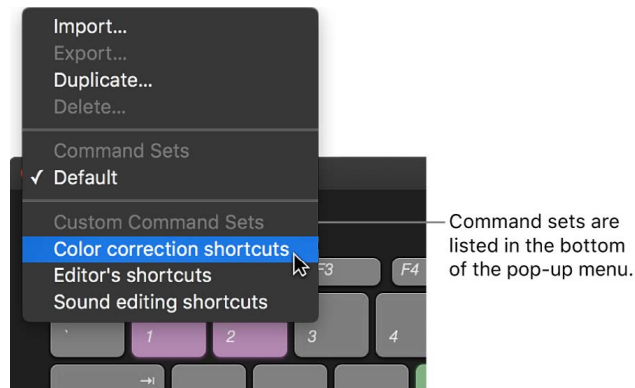 Import...
Export...
Duplicate...
Delete...
Command Sets
✓ Default
Custom Command Sets
Color correction shortcuts
Editor's shortcuts
Sound editing shortcuts
Command sets are
listed in the bottom
of the pop-up menu.
F3 F4
` 1 2 3 4
→|